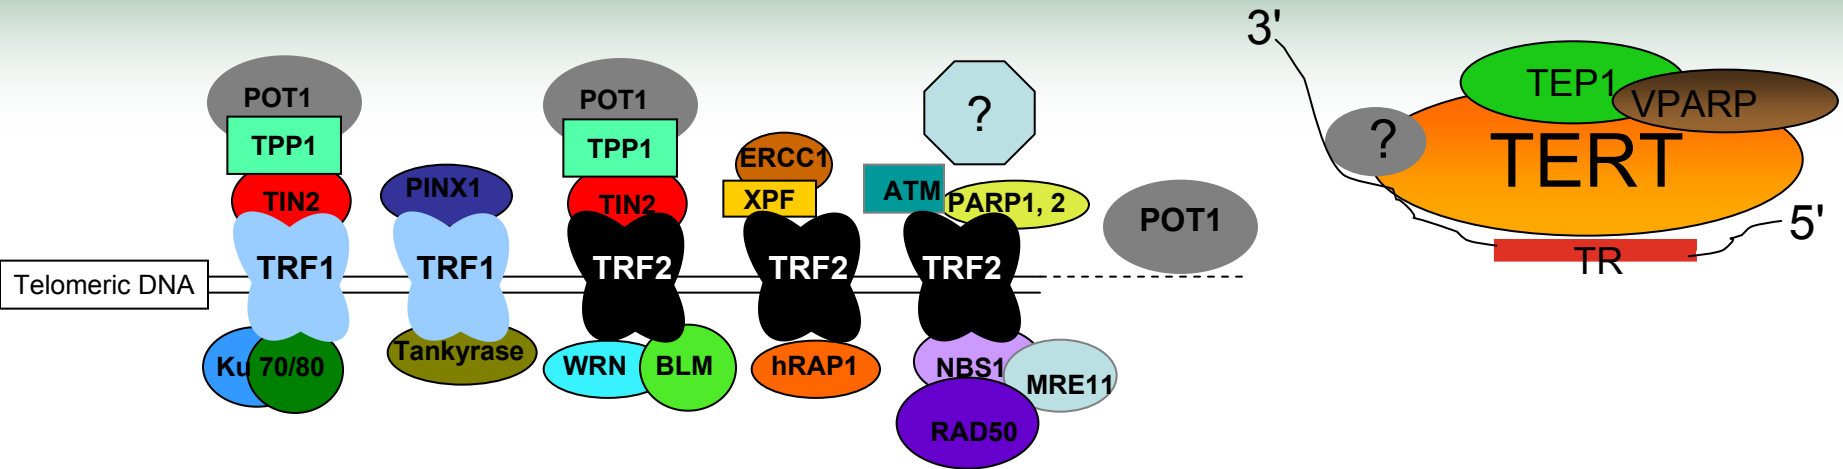 3'
TEP1
VPARP
?
TERT
5'
TR
POT1
TPP1
TIN2
TRF1
Ku 70/80
PINX1
TRF1
Tankyrase
POT1
TPP1
TIN2
TRF2
WRN
BLM
ERCC1
XPF
TRF2
hRAP1
?
ATM
PARP1, 2
TRF2
NBS1
MRE11
RAD50
POT1
Telomeric DNA